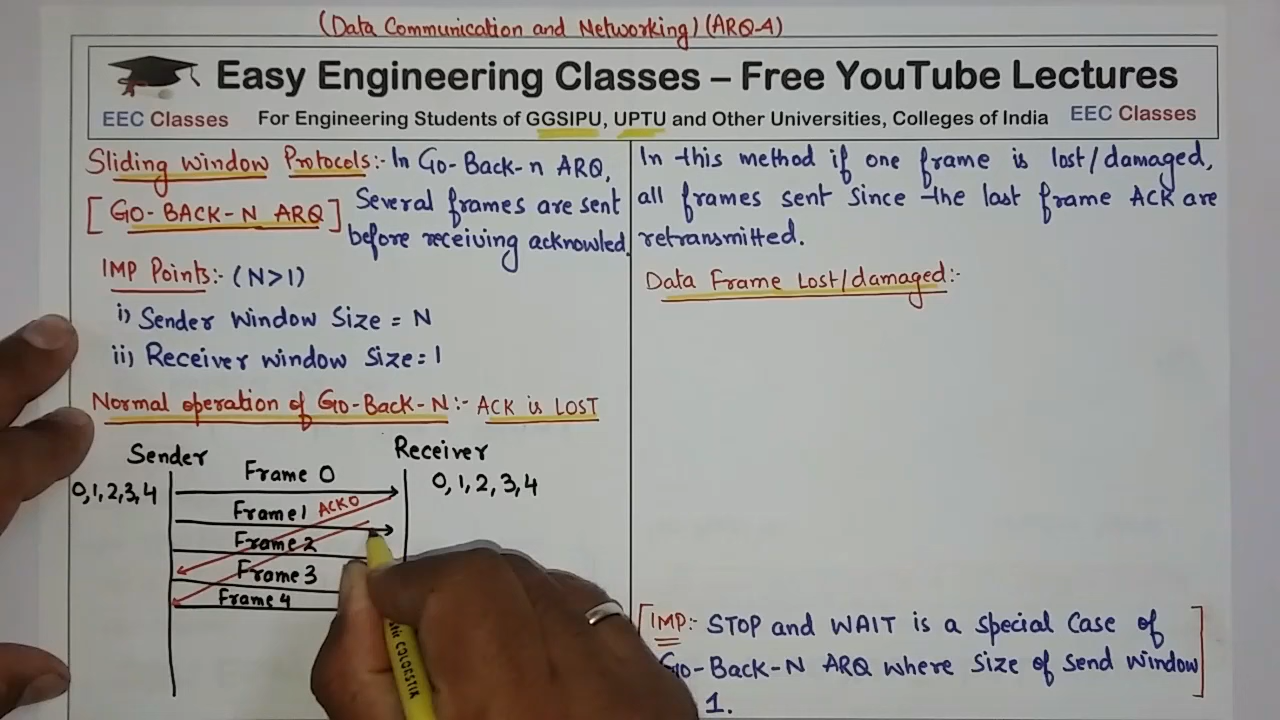 (Data Communication and Networking) (ARQ-4)
Easy Engineering Classes – Free YouTube Lectures
EEC Classes
For Engineering Students of GGSIPU, UPTU and Other Universities, Colleges of India
EEC Classes
Sliding window Protocols:- In Go-Back-n ARQ,
[GO-BACK-N ARQ] Several frames are sent
before receiving acknowled.
IMP Points:- (N>1)
i) Sender Window Size = N
ii) Receiver window Size = 1
Normal operation of Go-Back-N:- ACK is LOST
Sender
Receiver
0,1,2,3,4
Frame 0
0,1,2,3,4
Frame 1 ACK0
Frame 2
Frame 3
Frame 4
In this method if one frame is lost/damaged,
all frames sent since the last frame ACK are
retransmitted.
Data Frame Lost/damaged:-
[IMP:- STOP and WAIT is a special case of
Go-Back-N ARQ where size of send window]
1.